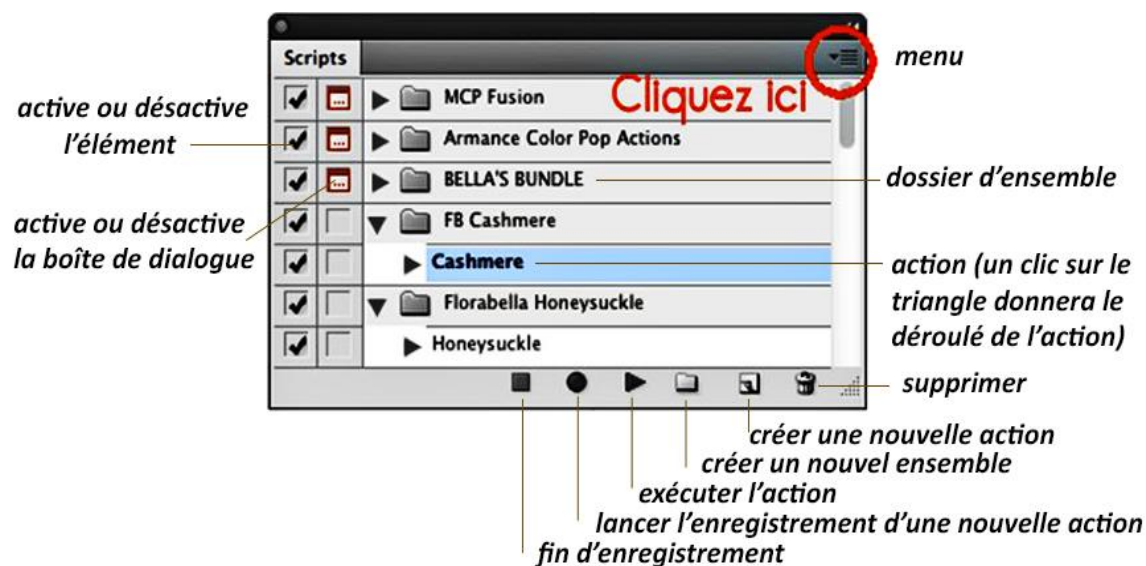 Scripts
menu
Cliquez ici
MCP Fusion
active ou désactive
l'élément
Armance Color Pop Actions
BELLA'S BUNDLE
dossier d'ensemble
active ou désactive
la boîte de dialogue
FB Cashmere
Cashmere
action (un clic sur le
triangle donnera le
déroulé de l'action)
Florabella Honeysuckle
Honeysuckle
supprimer
créer une nouvelle action
créer un nouvel ensemble
exécuter l'action
lancer l'enregistrement d'une nouvelle action
fin d'enregistrement